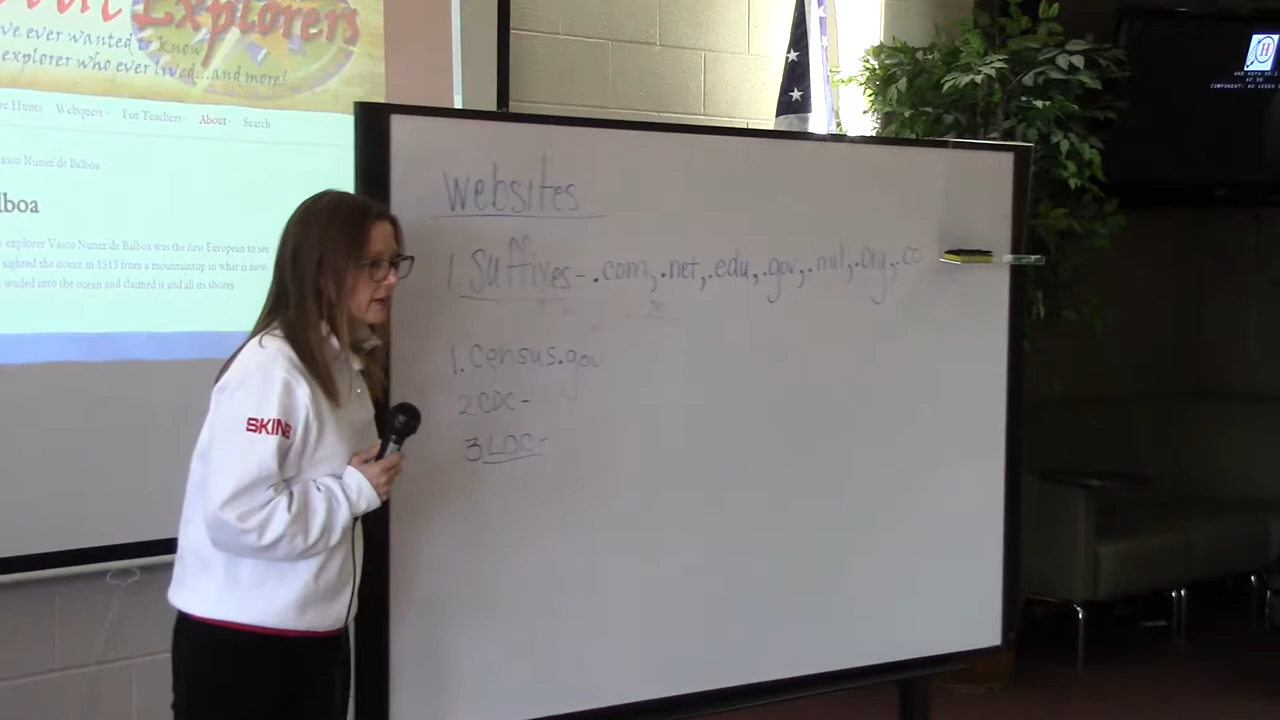 Explorers
ve ever wanted to know
explorer who ever lived...and more!
re Hunts Webquest For Teachers About Search
Vasco Nunez de Balboa
lboa
e explorer Vasco Nunez de Balboa was the first European to see
sighted the ocean in 1513 from a mountaintop in what is now
waded into the ocean and claimed it and all its shores
SKINS
Websites
1. Suffixes - .com, .net, .edu, .gov, .mil, .org, .co
1. Census.gov
2. CDC -
3. LOC -
H